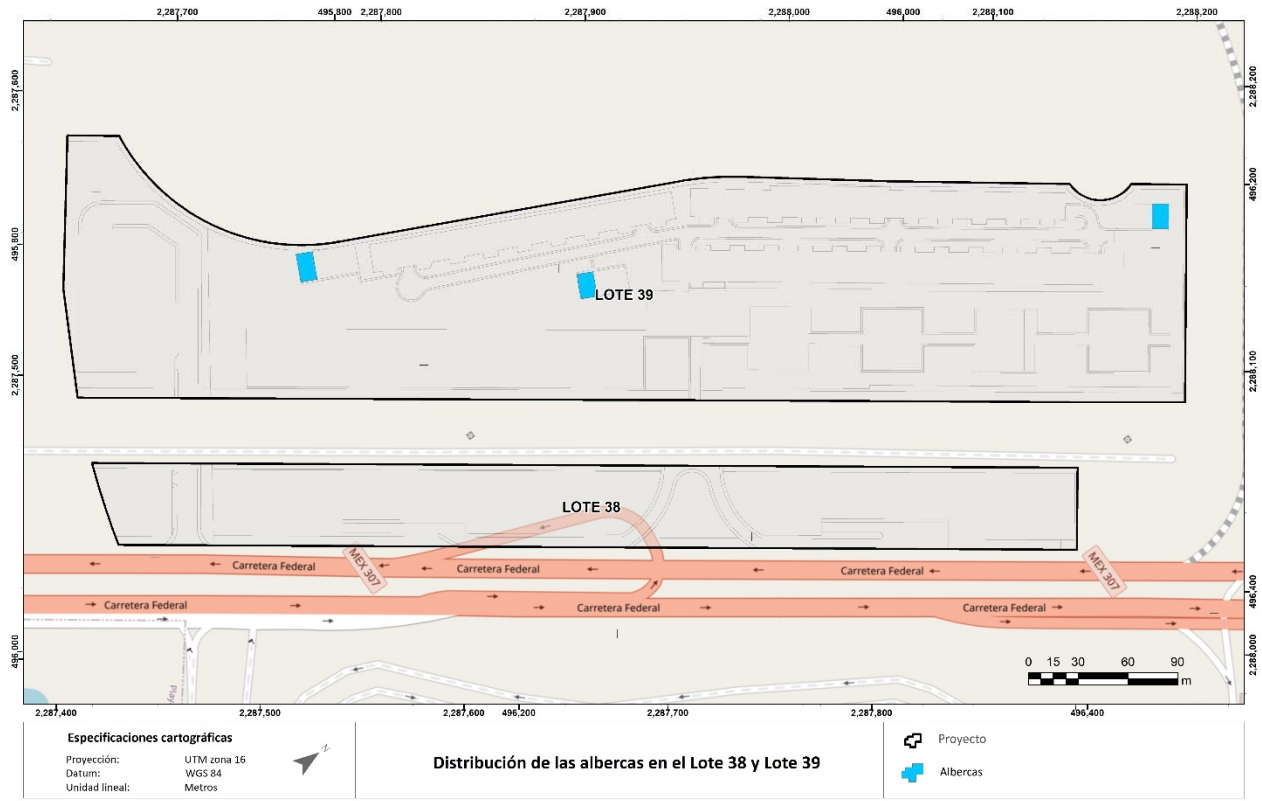 2,287,700 495,800 2,287,800 2,287,900 2,288,000 496,000 2,288,100 2,288,200
2,287,600
2,288,200
496,200
495,800
LOTE 39
2,287,500
2,288,100
LOTE 38
MEX 307
MEX 307
Carretera Federal Carretera Federal Carretera Federal
Carretera Federal Carretera Federal Carretera Federal
496,400
496,000
2,288,000
Playa
0 15 30 60 90
m
2,287,400 2,287,500 2,287,600 496,200 2,287,700 2,287,800 496,400
Especificaciones cartográficas
Proyección: UTM zona 16
Datum: WGS 84
Unidad lineal: Metros
N
Distribución de las albercas en el Lote 38 y Lote 39
Proyecto
Albercas